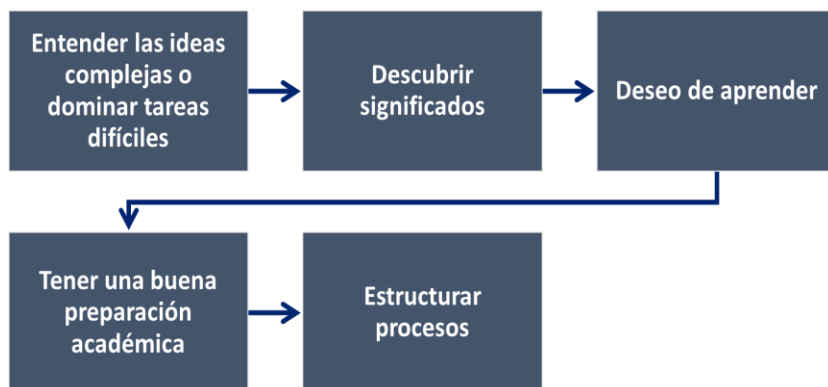 Entender las ideas
complejas o
dominar tareas
difíciles
Descubrir
significados
Deseo de aprender
Tener una buena
preparación
académica
Estructurar
procesos